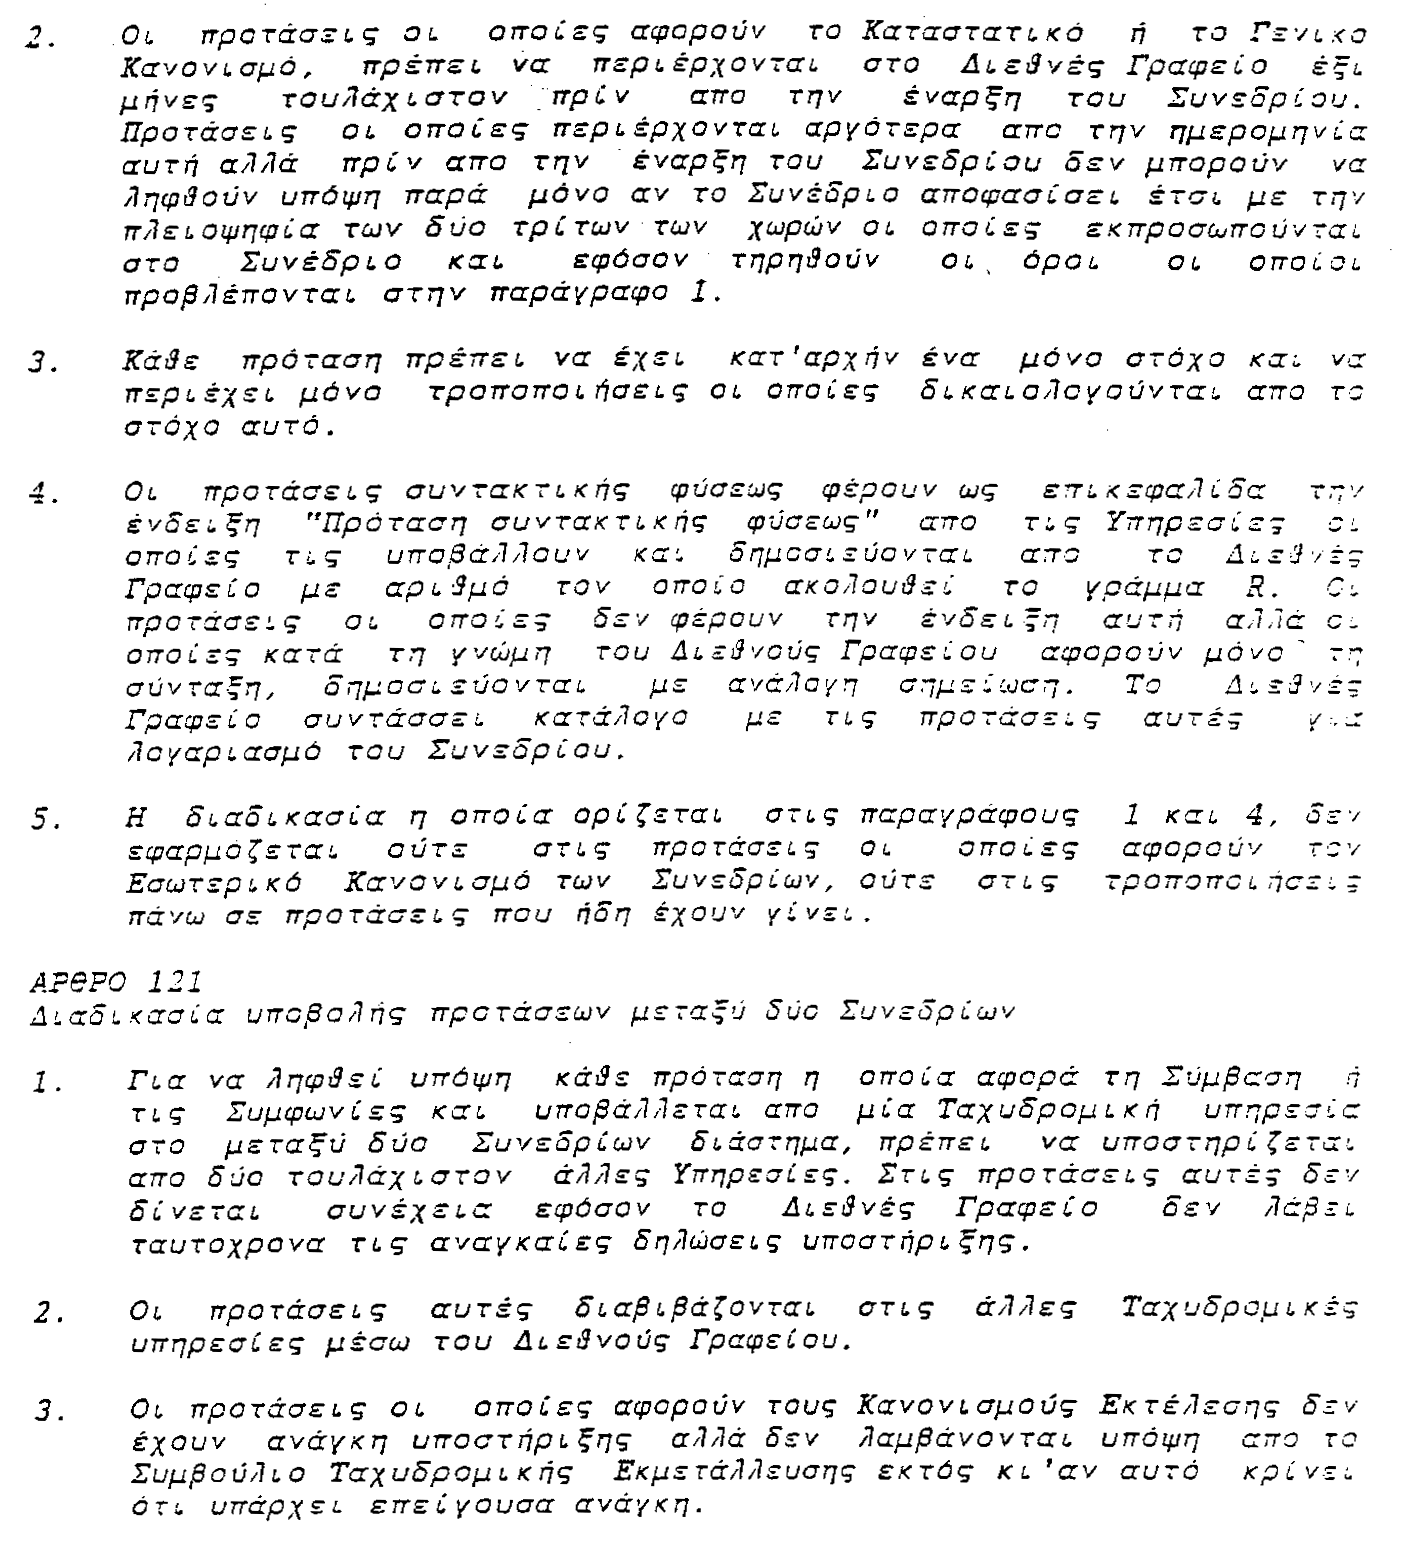 2. Οι προτάσεις οι οποίες αφορούν το Καταστατικό ή το Γενικο
Κανονισμό, πρέπει να περιέρχονται στο Διεθνές Γραφείο έξι
μήνες τουλάχιστον πρίν απο την έναρξη του Συνεδρίου.
Προτάσεις οι οποίες περιέρχονται αργότερα απο την ημερομηνία
αυτή αλλά πρίν απο την έναρξη του Συνεδρίου δεν μπορούν να
ληφθούν υπόψη παρά μόνο αν το Συνέδριο αποφασίσει έτσι με την
πλειοψηφία των δύο τρίτων των χωρών οι οποίες εκπροσωπούνται
στο Συνέδριο και εφόσον τηρηθούν οι όροι οι οποίοι
προβλέπονται στην παράγραφο 1.
3. Κάθε πρόταση πρέπει να έχει κατ'αρχήν ένα μόνο στόχο και να
περιέχει μόνο τροποποιήσεις οι οποίες δικαιολογούνται απο το
στόχο αυτό.
4. Οι προτάσεις συντακτικής φύσεως φέρουν ως επικεφαλίδα την
ένδειξη "Πρόταση συντακτικής φύσεως" απο τις Υπηρεσίες οι
οποίες τις υποβάλλουν και δημοσιεύονται απο το Διεθνές
Γραφείο με αριθμό τον οποίο ακολουθεί το γράμμα R. Οι
προτάσεις οι οποίες δεν φέρουν την ένδειξη αυτή αλλά οι
οποίες κατά τη γνώμη του Διεθνούς Γραφείου αφορούν μόνο τη
σύνταξη, δημοσιεύονται με ανάλογη σημείωση. Το Διεθνές
Γραφείο συντάσσει κατάλογο με τις προτάσεις αυτές για
λογαριασμό του Συνεδρίου.
5. Η διαδικασία η οποία ορίζεται στις παραγράφους 1 και 4, δεν
εφαρμόζεται ούτε στις προτάσεις οι οποίες αφορούν τον
Εσωτερικό Κανονισμό των Συνεδρίων, ούτε στις τροποποιήσεις
πάνω σε προτάσεις που ήδη έχουν γίνει.
ΑΡΘΡΟ 121
Διαδικασία υποβολής προτάσεων μεταξύ δύο Συνεδρίων
1. Για να ληφθεί υπόψη κάθε πρόταση η οποία αφορά τη Σύμβαση ή
τις Συμφωνίες και υποβάλλεται απο μία Ταχυδρομική υπηρεσία
στο μεταξύ δύο Συνεδρίων διάστημα, πρέπει να υποστηρίζεται
απο δύο τουλάχιστον άλλες Υπηρεσίες. Στις προτάσεις αυτές δεν
δίνεται συνέχεια εφόσον το Διεθνές Γραφείο δεν λάβει
ταυτοχρονα τις αναγκαίες δηλώσεις υποστήριξης.
2. Οι προτάσεις αυτές διαβιβάζονται στις άλλες Ταχυδρομικές
υπηρεσίες μέσω του Διεθνούς Γραφείου.
3. Οι προτάσεις οι οποίες αφορούν τους Κανονισμούς Εκτέλεσης δεν
έχουν ανάγκη υποστήριξης αλλά δεν λαμβάνονται υπόψη απο το
Συμβούλιο Ταχυδρομικής Εκμετάλλευσης εκτός κι'αν αυτό κρίνει
ότι υπάρχει επείγουσα ανάγκη.